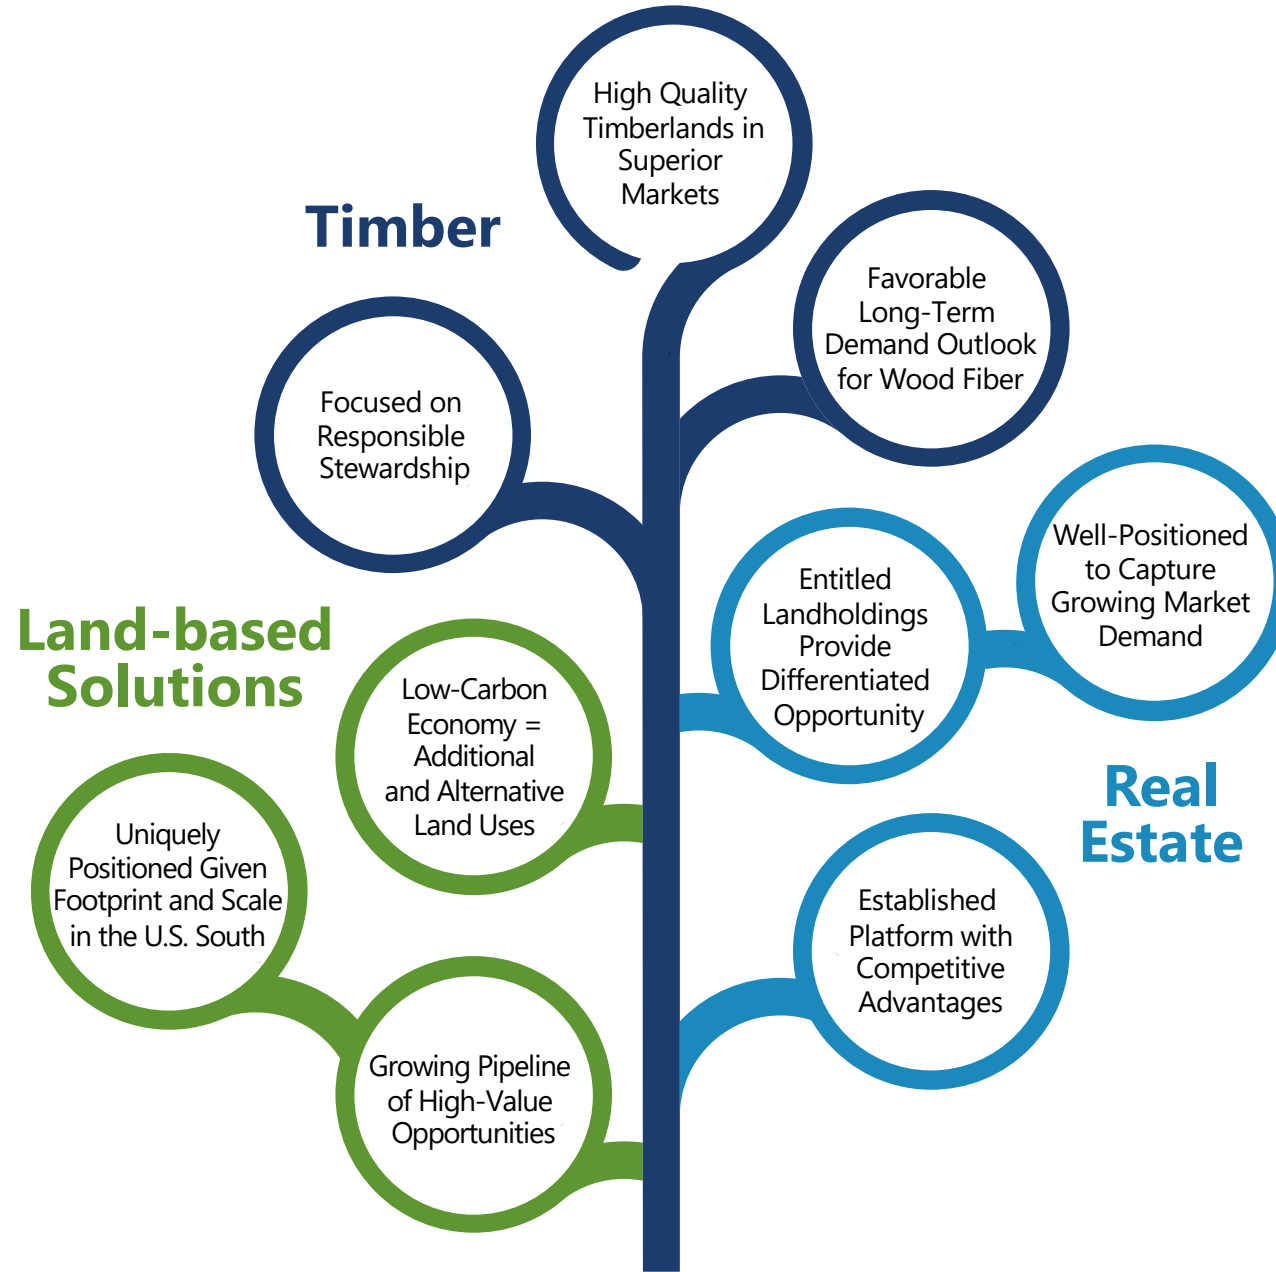 High Quality
Timberlands in
Superior
Markets
Timber
Favorable
Long-Term
Demand Outlook
for Wood Fiber
Focused on
Responsible
Stewardship
Well-Positioned
to Capture
Growing Market
Demand
Entitled
Landholdings
Provide
Differentiated
Opportunity
Land-based
Solutions
Low-Carbon
Economy =
Additional
and Alternative
Land Uses
Real
Estate
Uniquely
Positioned Given
Footprint and Scale
in the U.S. South
Established
Platform with
Competitive
Advantages
Growing Pipeline
of High-Value
Opportunities